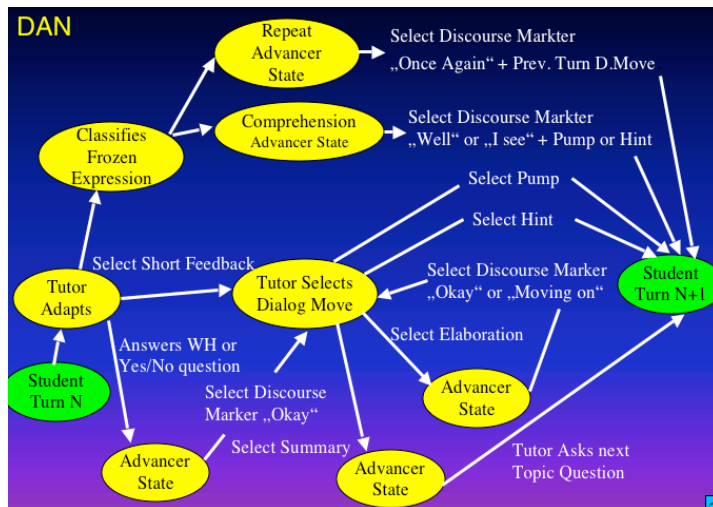 DAN
Repeat
Advancer
State
Select Discourse Markter
„Once Again“ + Prev. Turn D.Move
Comprehension
Advancer State
Select Discourse Markter
„Well“ or „I see“ + Pump or Hint
Classifies
Frozen
Expression
Select Pump
Select Hint
Select Short Feedback
Tutor
Adapts
Tutor Selects
Dialog Move
Select Discourse Marker
„Okay“ or „Moving on“
Student
Turn N+1
Answers WH or
Yes/No question
Select Elaboration
Student
Turn N
Select Discourse
Marker „Okay“
Advancer
State
Select Summary
Advancer
State
Advancer
State
Tutor Asks next
Topic Question